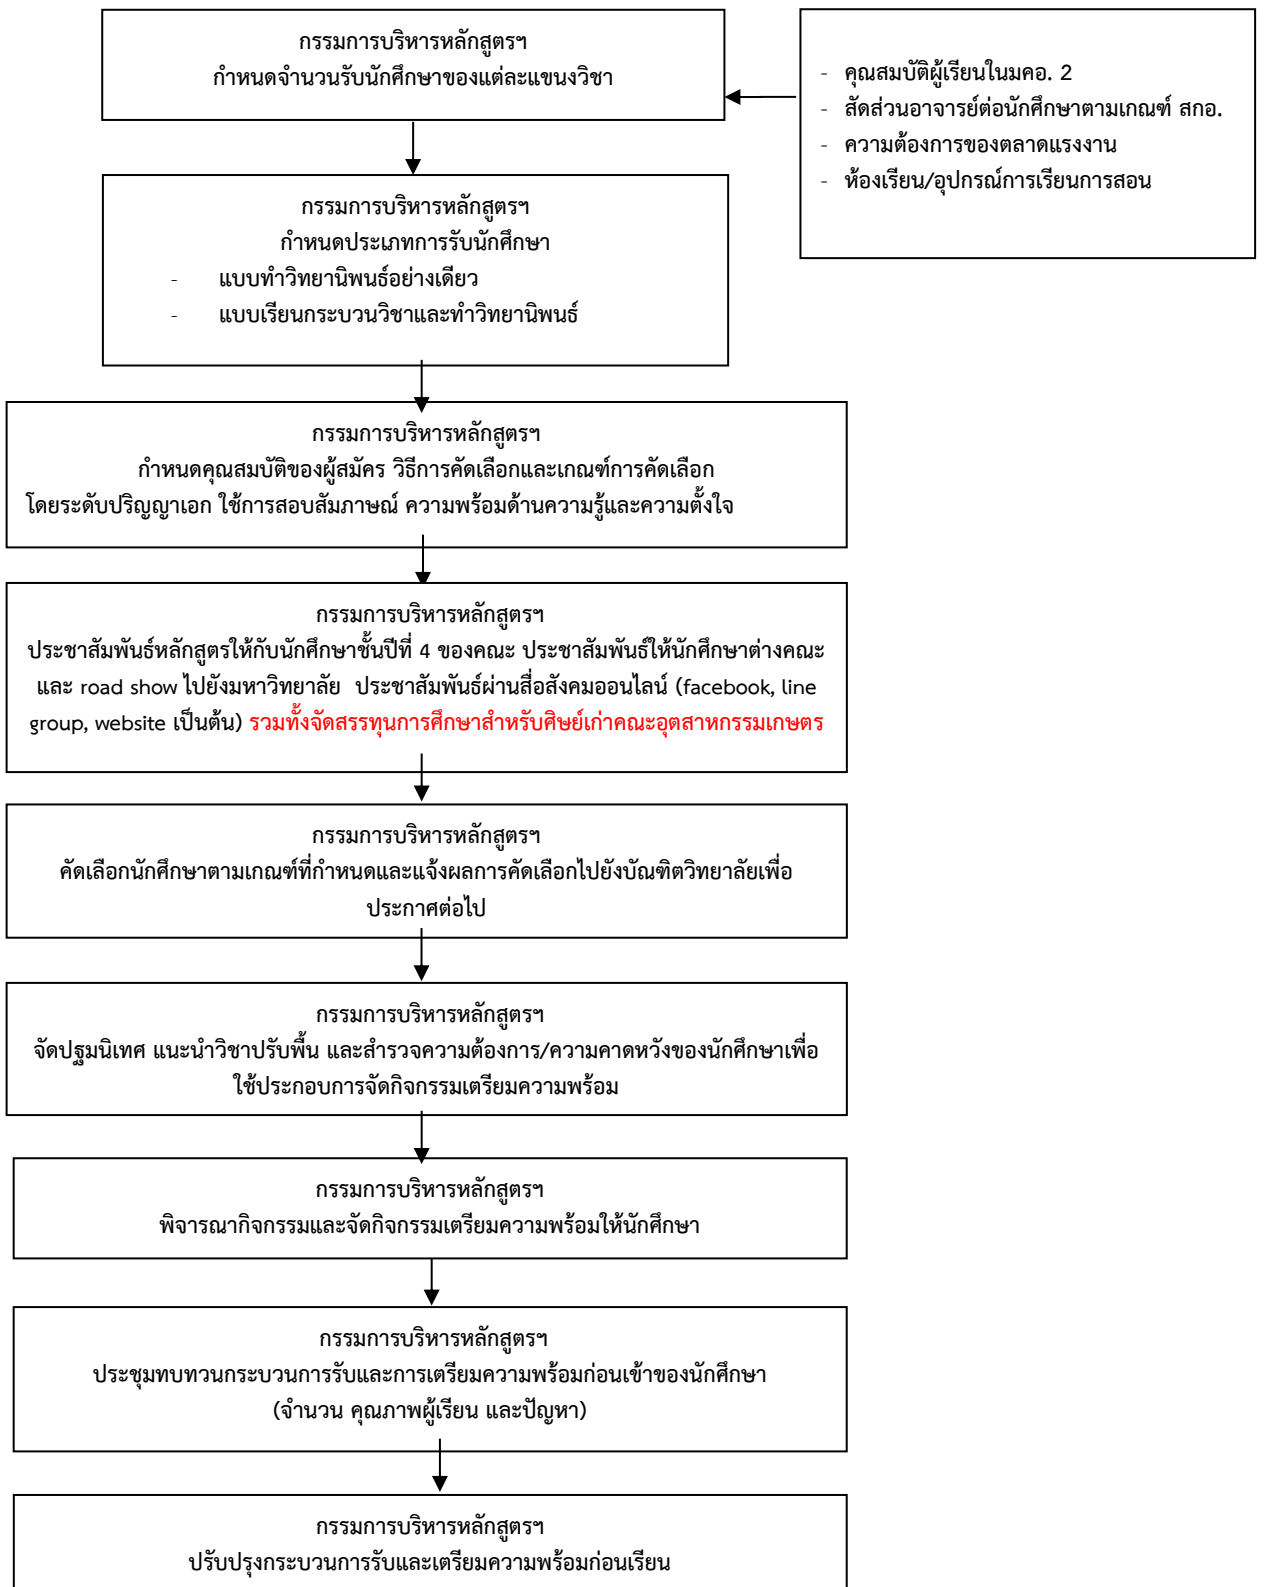 กรรมการบริหารหลักสูตรฯ
กำหนดจำนวนรับนักศึกษาของแต่ละแขนงวิชา
- คุณสมบัติผู้เรียนในมคอ. 2
- สัดส่วนอาจารย์ต่อนักศึกษาตามเกณฑ์ สกอ.
- ความต้องการของตลาดแรงงาน
- ห้องเรียน/อุปกรณ์การเรียนการสอน
กรรมการบริหารหลักสูตรฯ
กำหนดประเภทการรับนักศึกษา
- แบบทำวิทยานิพนธ์อย่างเดียว
- แบบเรียนกระบวนวิชาและทำวิทยานิพนธ์
กรรมการบริหารหลักสูตรฯ
กำหนดคุณสมบัติของผู้สมัคร วิธีการคัดเลือกและเกณฑ์การคัดเลือก
โดยระดับปริญญาเอก ใช้การสอบสัมภาษณ์ ความพร้อมด้านความรู้และความตั้งใจ
กรรมการบริหารหลักสูตรฯ
ประชาสัมพันธ์หลักสูตรให้กับนักศึกษาชั้นปีที่ 4 ของคณะ ประชาสัมพันธ์ให้นักศึกษาต่างคณะ
และ road show ไปยังมหาวิทยาลัย ประชาสัมพันธ์ผ่านสื่อสังคมออนไลน์ (facebook, line
group, website เป็นต้น) รวมทั้งจัดสรรทุนการศึกษาสำหรับศิษย์เก่าคณะอุตสาหกรรมเกษตร
กรรมการบริหารหลักสูตรฯ
คัดเลือกนักศึกษาตามเกณฑ์ที่กำหนดและแจ้งผลการคัดเลือกไปยังบัณฑิตวิทยาลัยเพื่อ
ประกาศต่อไป
กรรมการบริหารหลักสูตรฯ
จัดปฐมนิเทศ แนะนำวิชาปรับพื้น และสำรวจความต้องการ/ความคาดหวังของนักศึกษาเพื่อ
ใช้ประกอบการจัดกิจกรรมเตรียมความพร้อม
กรรมการบริหารหลักสูตรฯ
พิจารณากิจกรรมและจัดกิจกรรมเตรียมความพร้อมให้นักศึกษา
กรรมการบริหารหลักสูตรฯ
ประชุมทบทวนกระบวนการรับและการเตรียมความพร้อมก่อนเข้าของนักศึกษา
(จำนวน คุณภาพผู้เรียน และปัญหา)
กรรมการบริหารหลักสูตรฯ
ปรับปรุงกระบวนการรับและเตรียมความพร้อมก่อนเรียน